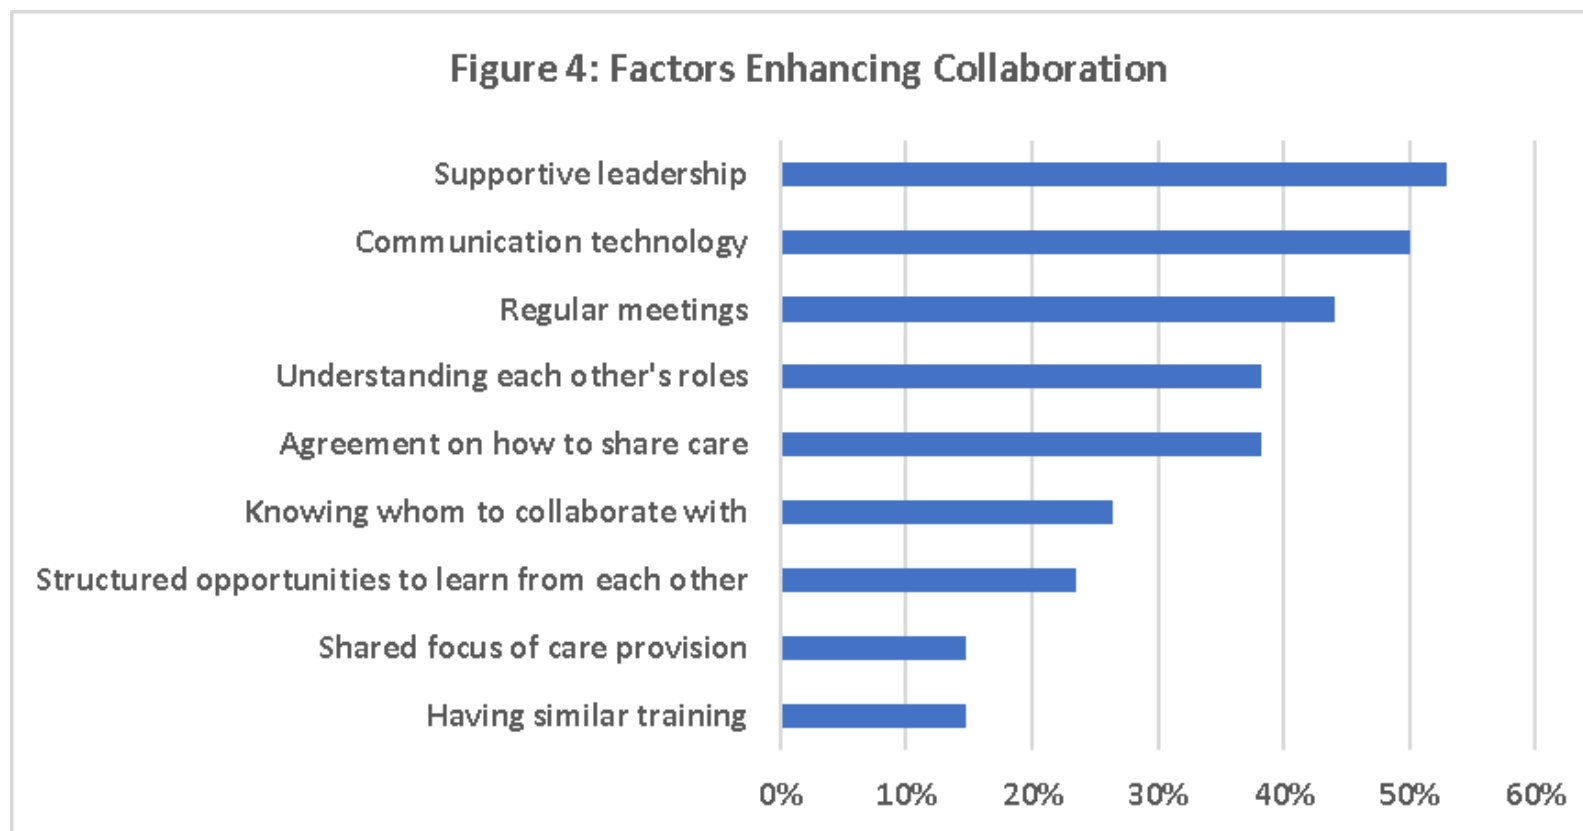 Figure 4: Factors Enhancing Collaboration
Supportive leadership
Communication technology
Regular meetings
Understanding each other's roles
Agreement on how to share care
Knowing whom to collaborate with
Structured opportunities to learn from each other
Shared focus of care provision
Having similar training
0% 10% 20% 30% 40% 50% 60%